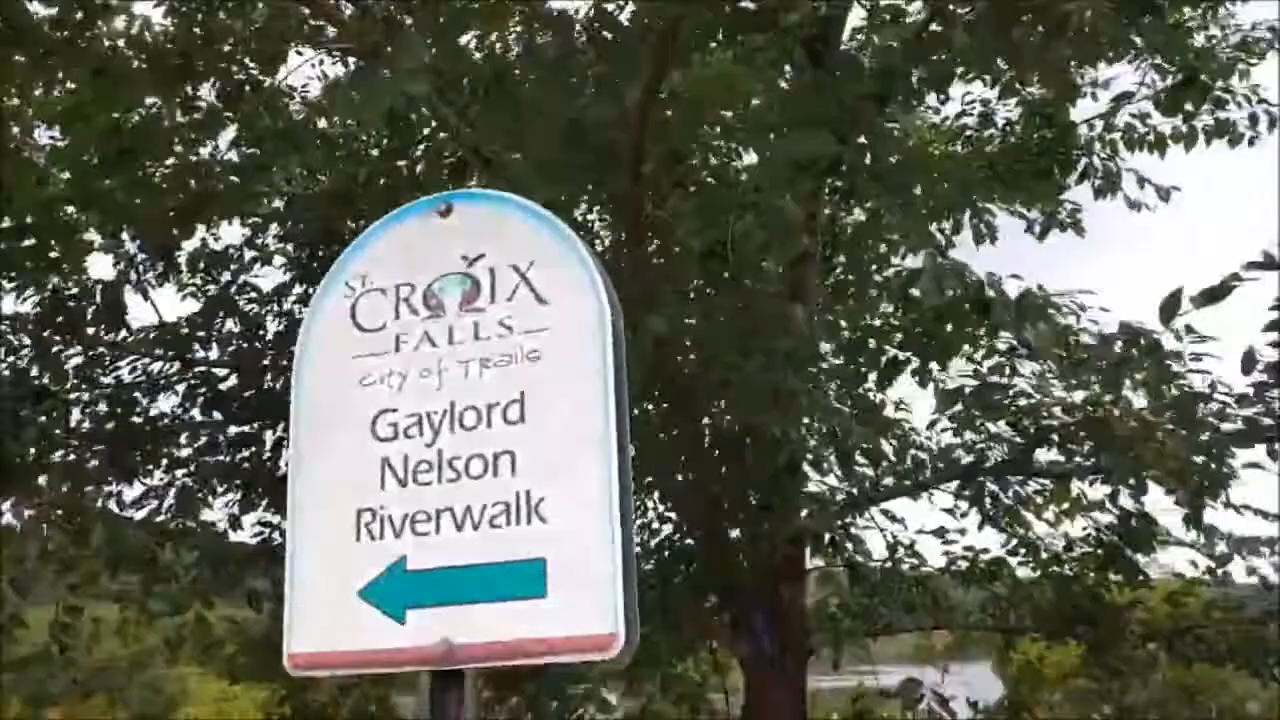 ST. CROIX
FALLS
City of Trails
Gaylord
Nelson
Riverwalk